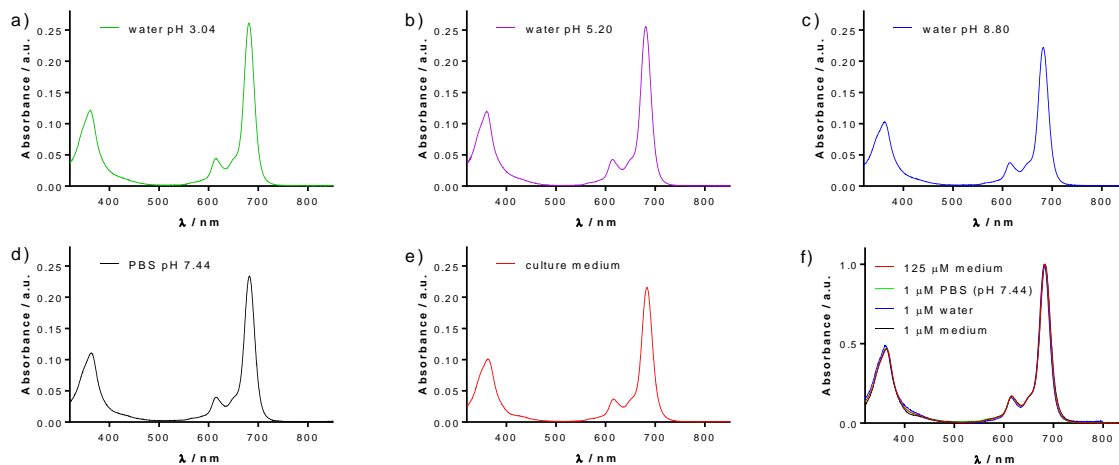 a)
water pH 3.04
0.25
0.20
0.15
0.10
0.05
0.00
Absorbance / a.u.
400 500 600 700 800
λ / nm
b)
water pH 5.20
0.25
0.20
0.15
0.10
0.05
0.00
Absorbance / a.u.
400 500 600 700 800
λ / nm
c)
water pH 8.80
0.25
0.20
0.15
0.10
0.05
0.00
Absorbance / a.u.
400 500 600 700 800
λ / nm
d)
PBS pH 7.44
0.25
0.20
0.15
0.10
0.05
0.00
Absorbance / a.u.
400 500 600 700 800
λ / nm
e)
culture medium
0.25
0.20
0.15
0.10
0.05
0.00
Absorbance / a.u.
400 500 600 700 800
λ / nm
f)
125 μM medium
1 μM PBS (pH 7.44)
1 μM water
1 μM medium
1.0
0.5
0.0
Absorbance / a.u.
400 500 600 700 800
λ / nm